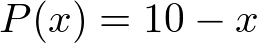 P(x) = 10 − x